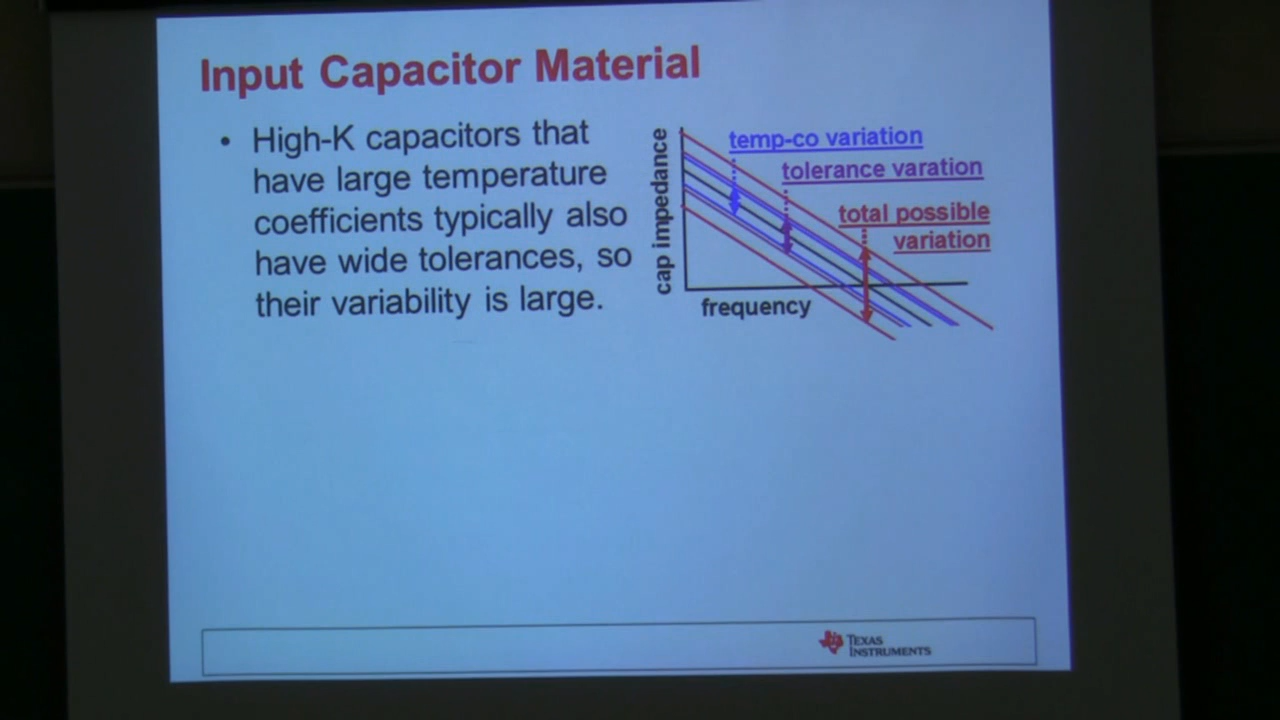 Input Capacitor Material
• High-K capacitors that
have large temperature
coefficients typically also
have wide tolerances, so
their variability is large.
cap impedance
temp-co variation
tolerance varation
total possible
variation
frequency
TEXAS
INSTRUMENTS